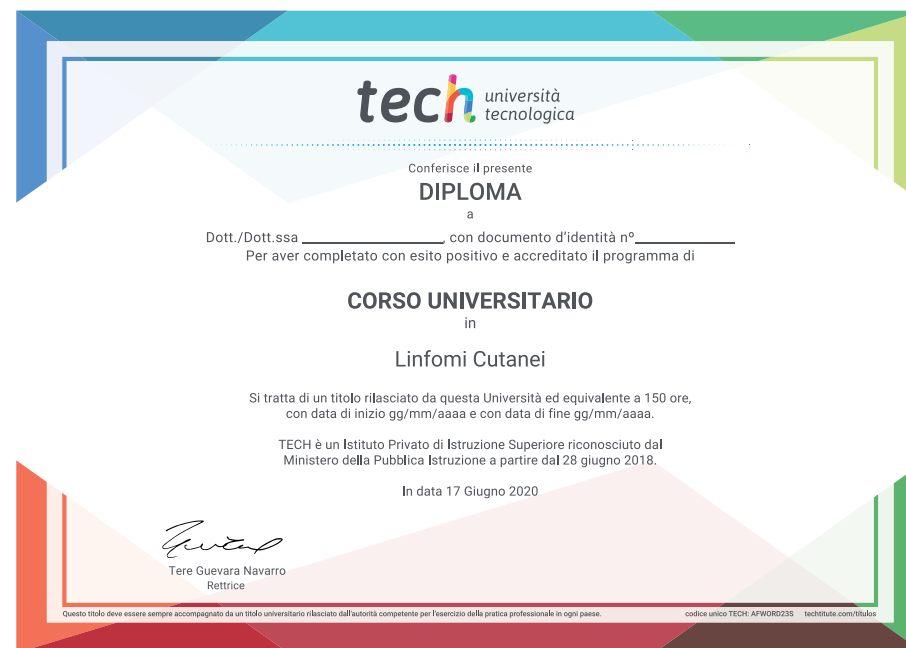 tech università
tecnologica
Conferisce il presente
DIPLOMA
a
Dott./Dott.ssa __________________, con documento d'identità nº_____________
Per aver completato con esito positivo e accreditato il programma di
CORSO UNIVERSITARIO
in
Linfomi Cutanei
Si tratta di un titolo rilasciato da questa Università ed equivalente a 150 ore,
con data di inizio gg/mm/aaaa e con data di fine gg/mm/aaaa.
TECH è un Istituto Privato di Istruzione Superiore riconosciuto dal
Ministero della Pubblica Istruzione a partire dal 28 giugno 2018.
In data 17 Giugno 2020
Tere Guevara Navarro
Rettrice
Questo titolo deve essere sempre accompagnato da un titolo universitario rilasciato dall'autorità competente per l'esercizio della pratica professionale in ogni paese. codice unico TECH: AFWORD23S techtitute.com/titulos